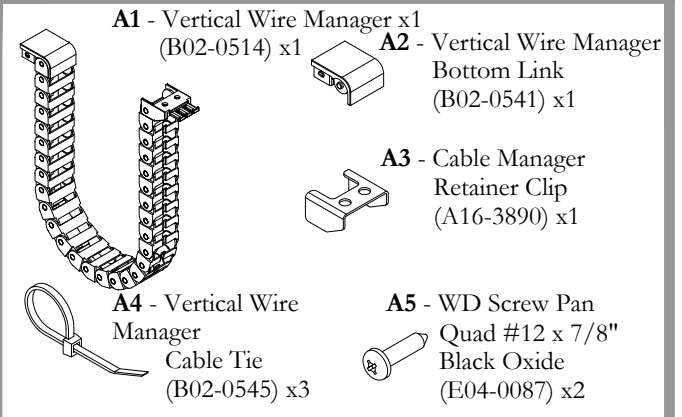 A1 - Vertical Wire Manager x1
(B02-0514) x1
A2 - Vertical Wire Manager
Bottom Link
(B02-0541) x1
A3 - Cable Manager
Retainer Clip
(A16-3890) x1
A4 - Vertical Wire
Manager
Cable Tie
(B02-0545) x3
A5 - WD Screw Pan
Quad #12 x 7/8"
Black Oxide
(E04-0087) x2